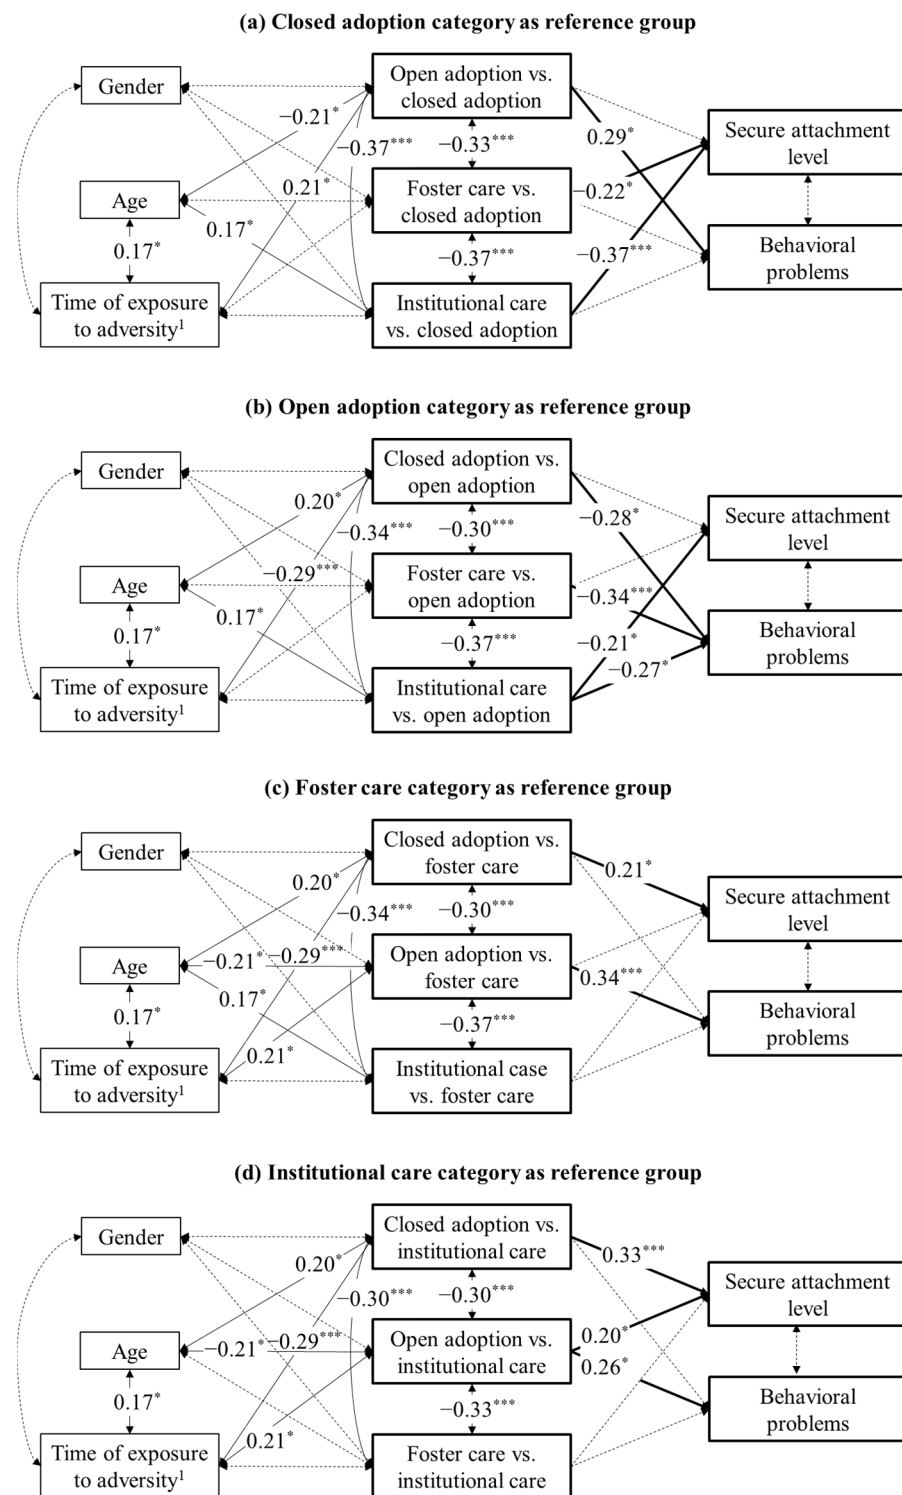 (a) Closed adoption category as reference group
Gender
Open adoption vs.
closed adoption
−0.21*
−0.37***
−0.33***
0.29*
Secure attachment
level
Age
0.21*
Foster care vs.
closed adoption
−0.22*
0.17*
0.17*
−0.37***
−0.37***
Behavioral
problems
Time of exposure
to adversity¹
Institutional care
vs. closed adoption
(b) Open adoption category as reference group
Gender
Closed adoption vs.
open adoption
0.20*
−0.34***
−0.30***
−0.28*
Secure attachment
level
Age
−0.29***
Foster care vs.
open adoption
−0.34***
0.17*
0.17*
−0.37***
−0.21*
−0.27*
Behavioral
problems
Time of exposure
to adversity¹
Institutional care
vs. open adoption
(c) Foster care category as reference group
Gender
Closed adoption vs.
foster care
0.20*
−0.34***
−0.30***
0.21*
Secure attachment
level
Age
−0.21*
−0.29***
Open adoption vs.
foster care
0.34***
0.17*
0.17*
0.21*
−0.37***
Behavioral
problems
Time of exposure
to adversity¹
Institutional case
vs. foster care
(d) Institutional care category as reference group
Gender
Closed adoption vs.
institutional care
0.20*
−0.30***
−0.30***
0.33***
Secure attachment
level
Age
−0.21*
−0.29***
Open adoption vs.
institutional care
0.20*
0.26*
0.17*
0.21*
−0.33***
Behavioral
problems
Time of exposure
to adversity¹
Foster care vs.
institutional care